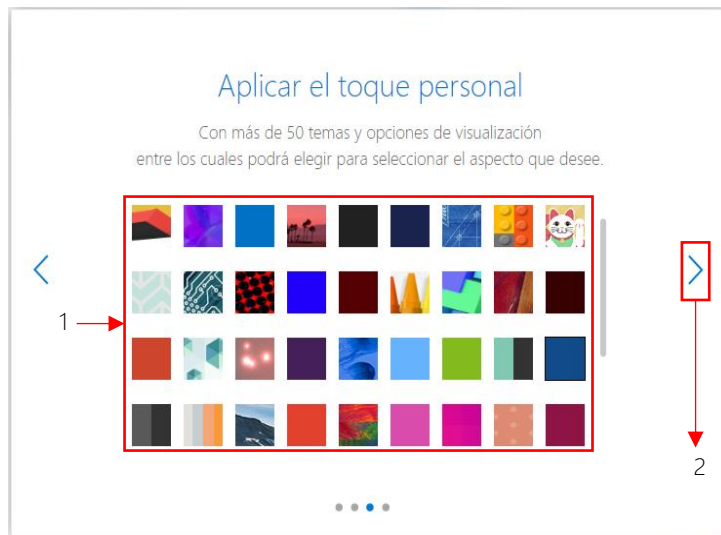 Aplicar el toque personal
Con más de 50 temas y opciones de visualización
entre los cuales podrá elegir para seleccionar el aspecto que desee.
1
2